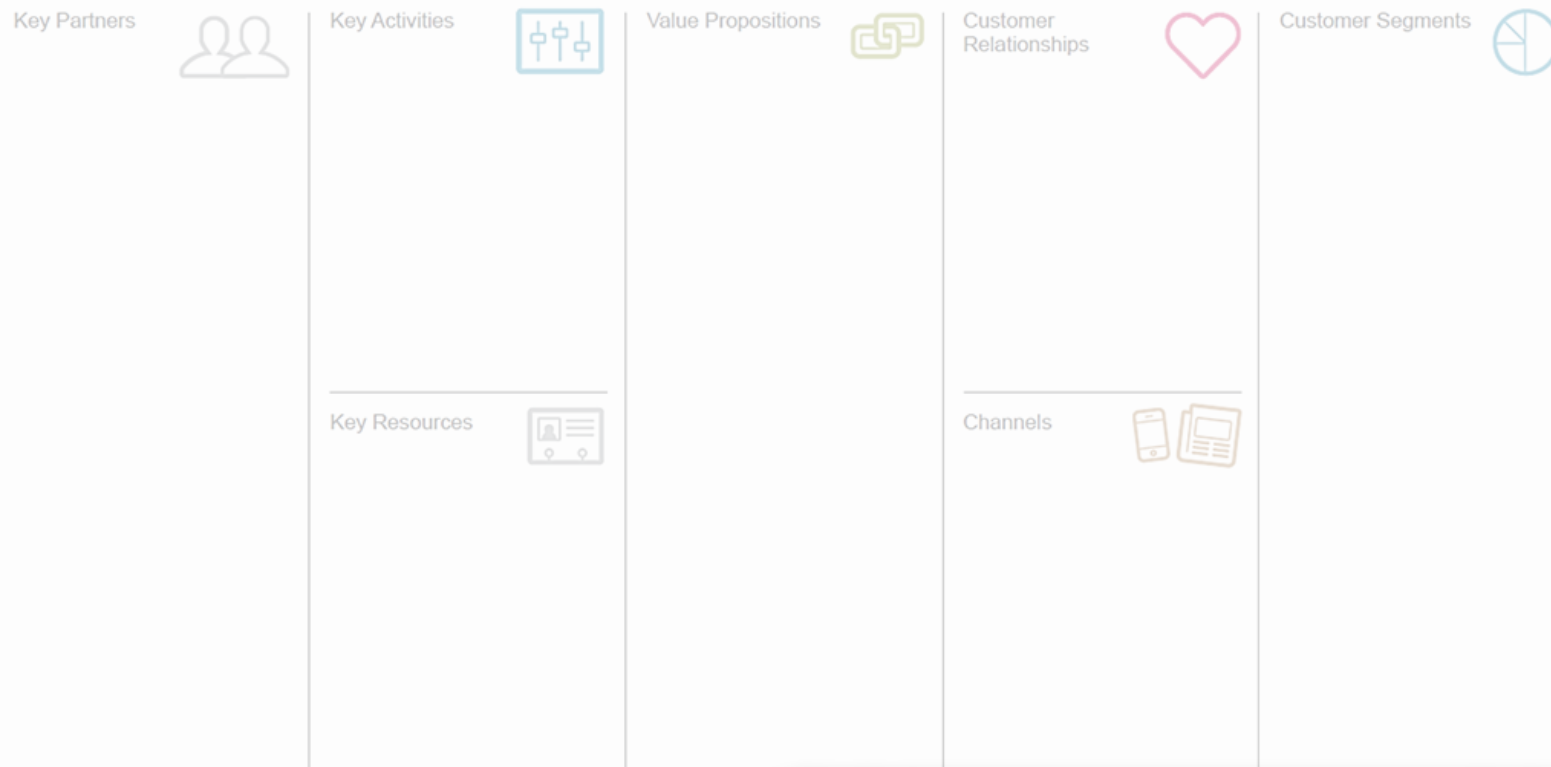 Key Partners
Key Activities
Value Propositions
Customer
Relationships
Customer Segments
Key Resources
Channels